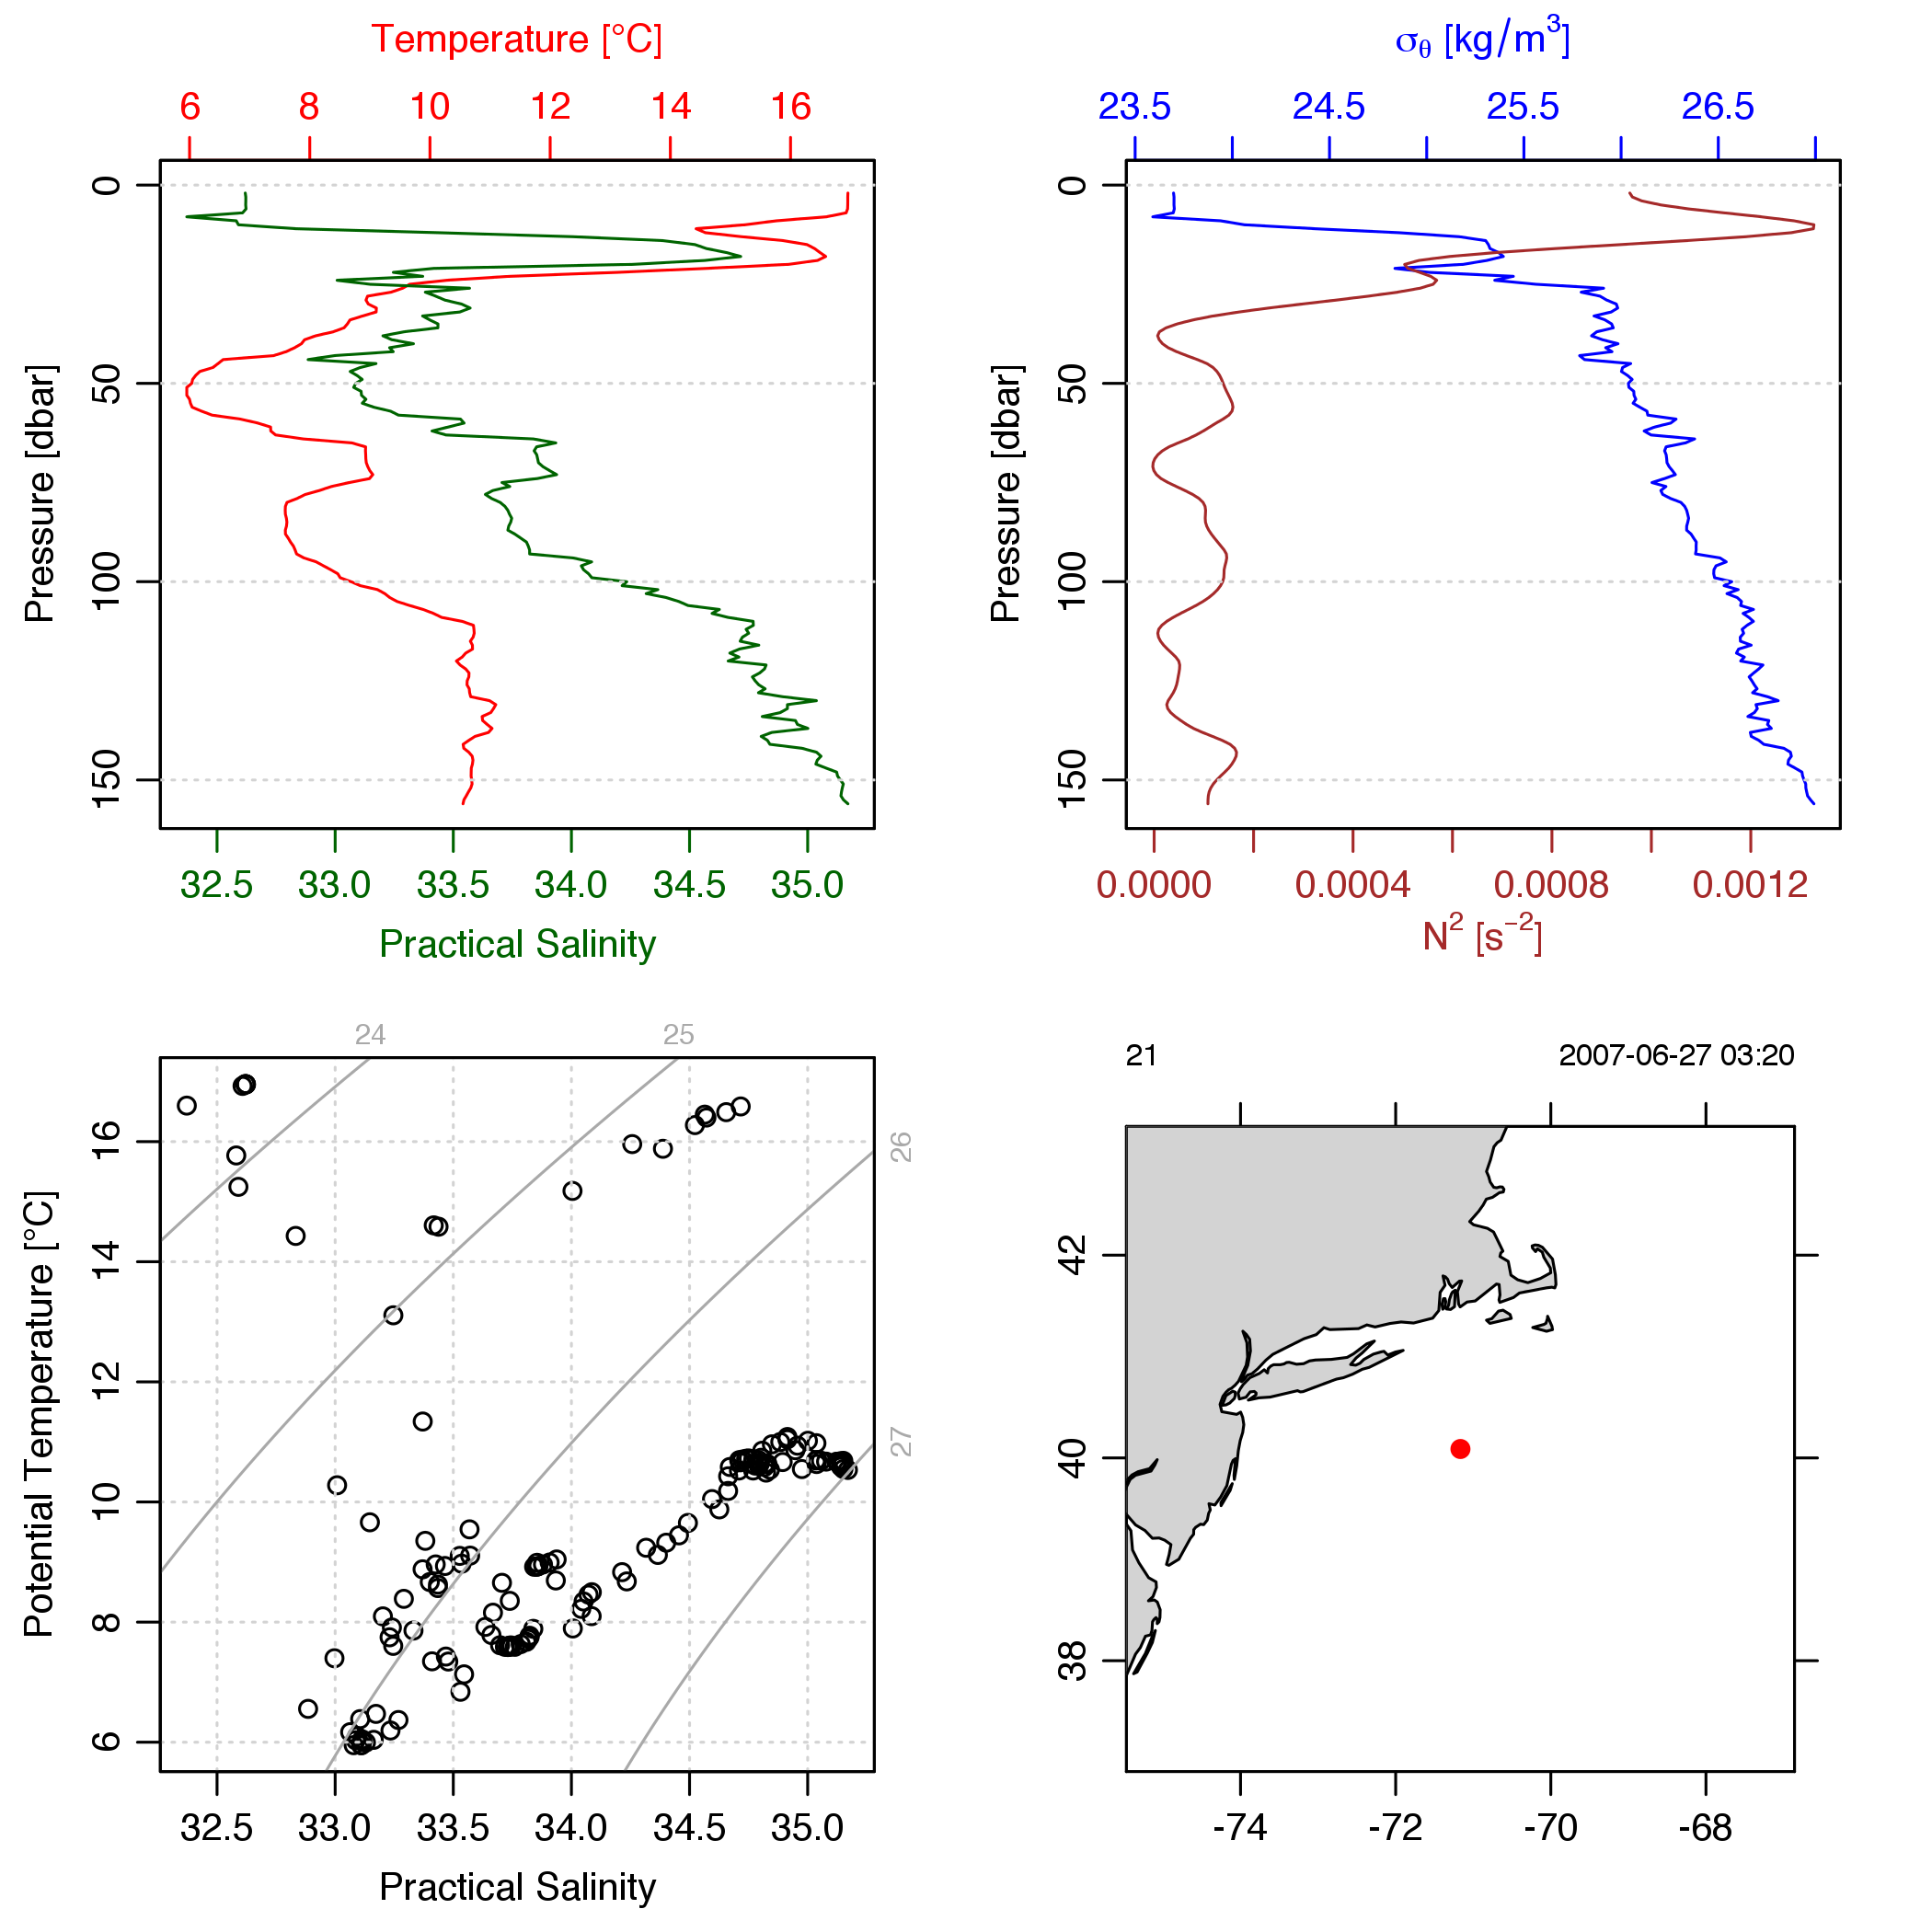 Temperature [°C]
6 8 10 12 14 16
0
50
100
150
Pressure [dbar]
32.5 33.0 33.5 34.0 34.5 35.0
Practical Salinity
σθ [kg/m³]
23.5 24.5 25.5 26.5
0
50
100
150
Pressure [dbar]
0.0000 0.0004 0.0008 0.0012
N² [s⁻²]
24 25
26
27
16
14
12
10
8
6
Potential Temperature [°C]
32.5 33.0 33.5 34.0 34.5 35.0
Practical Salinity
21 2007-06-27 03:20
42
40
38
-74 -72 -70 -68